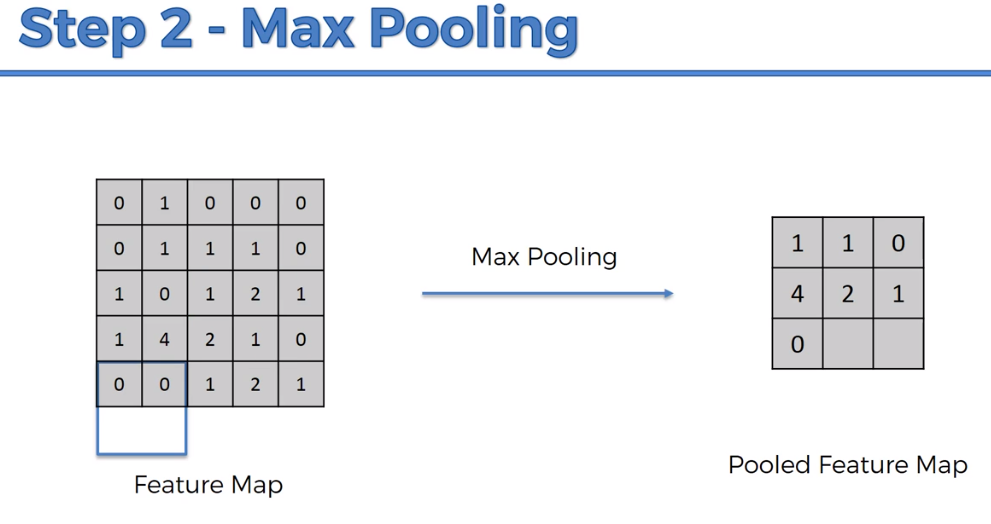 Step 2 - Max Pooling
0 1 0 0 0
0 1 1 1 0
1 0 1 2 1
1 4 2 1 0
0 0 1 2 1
Feature Map
Max Pooling
1 1 0
4 2 1
0
Pooled Feature Map